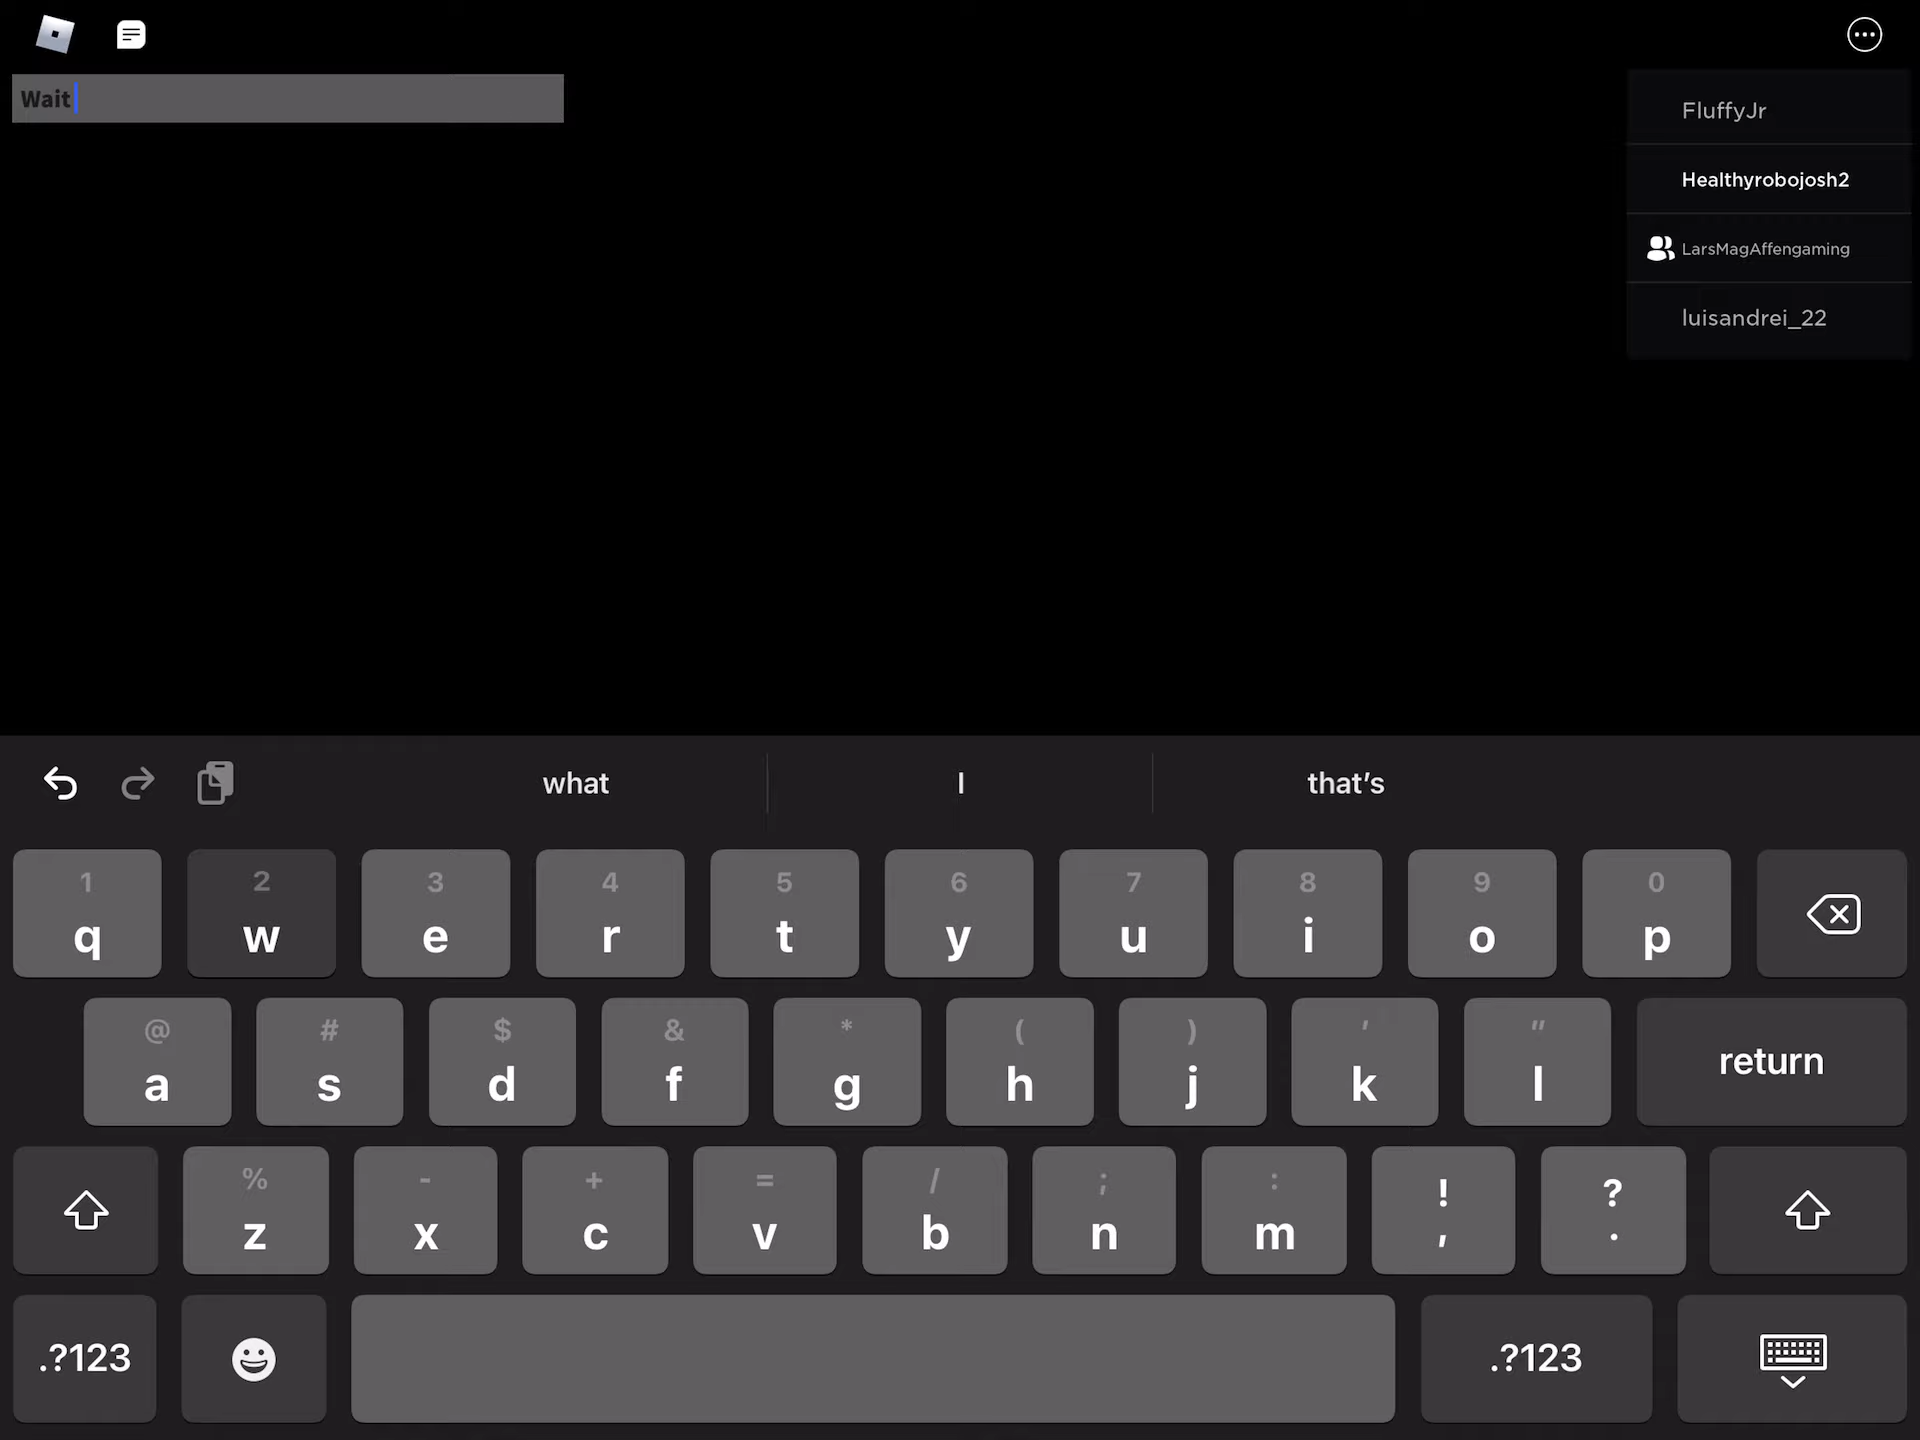 Wait
FluffyJr
Healthyrobojosh2
LarsMagAffengaming
luisandrei_22
what I that's
1 2 3 4 5 6 7 8 9 0
q w e r t y u i o p
@ # $ & * ( ) ' "
a s d f g h j k l return
% - + = / ; : ! ?
z x c v b n m , .
.?123 .?123